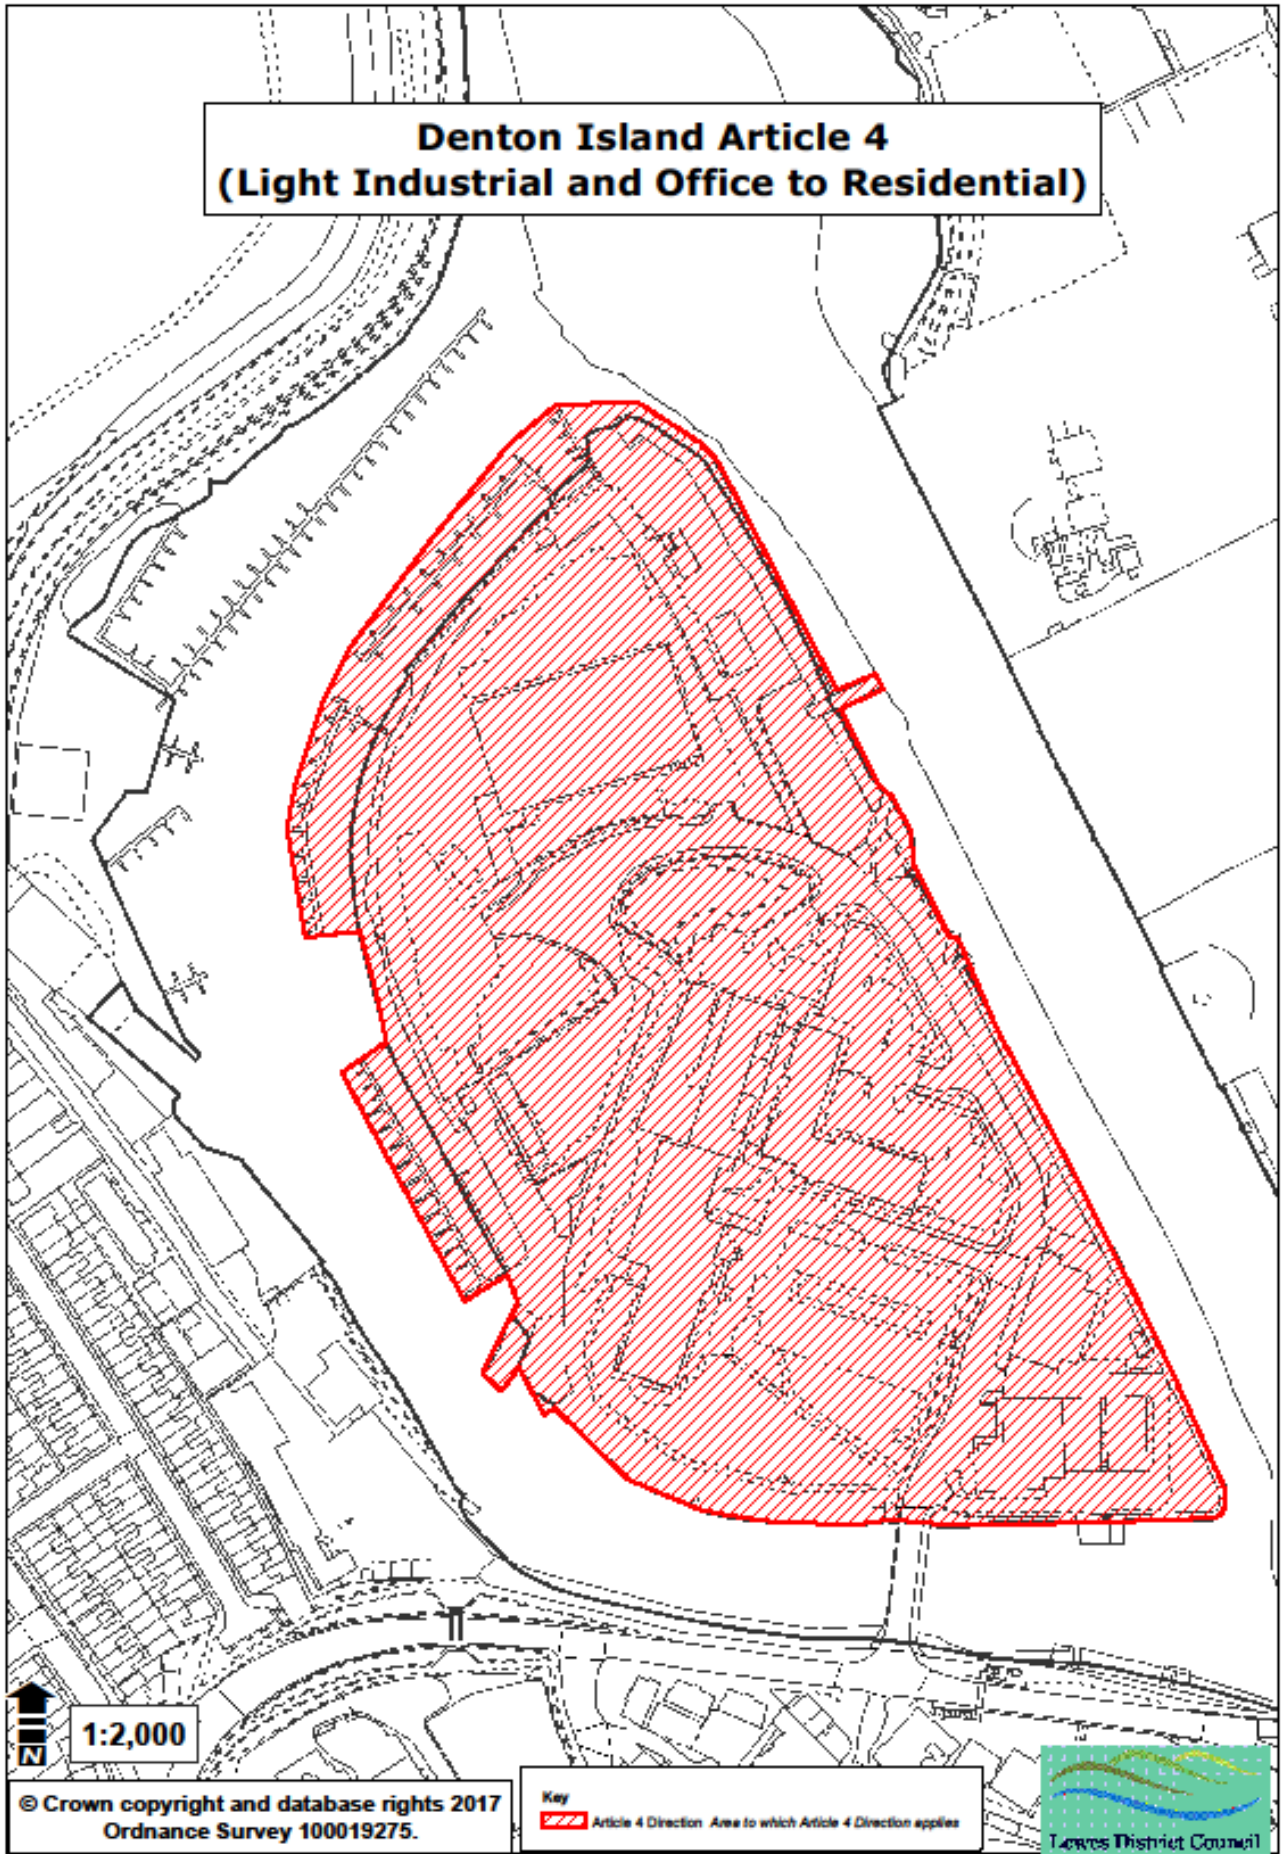 Denton Island Article 4
(Light Industrial and Office to Residential)
N
1:2,000
© Crown copyright and database rights 2017
Ordnance Survey 100019275.
Key
Article 4 Direction Area to which Article 4 Direction applies
Lewes District Council